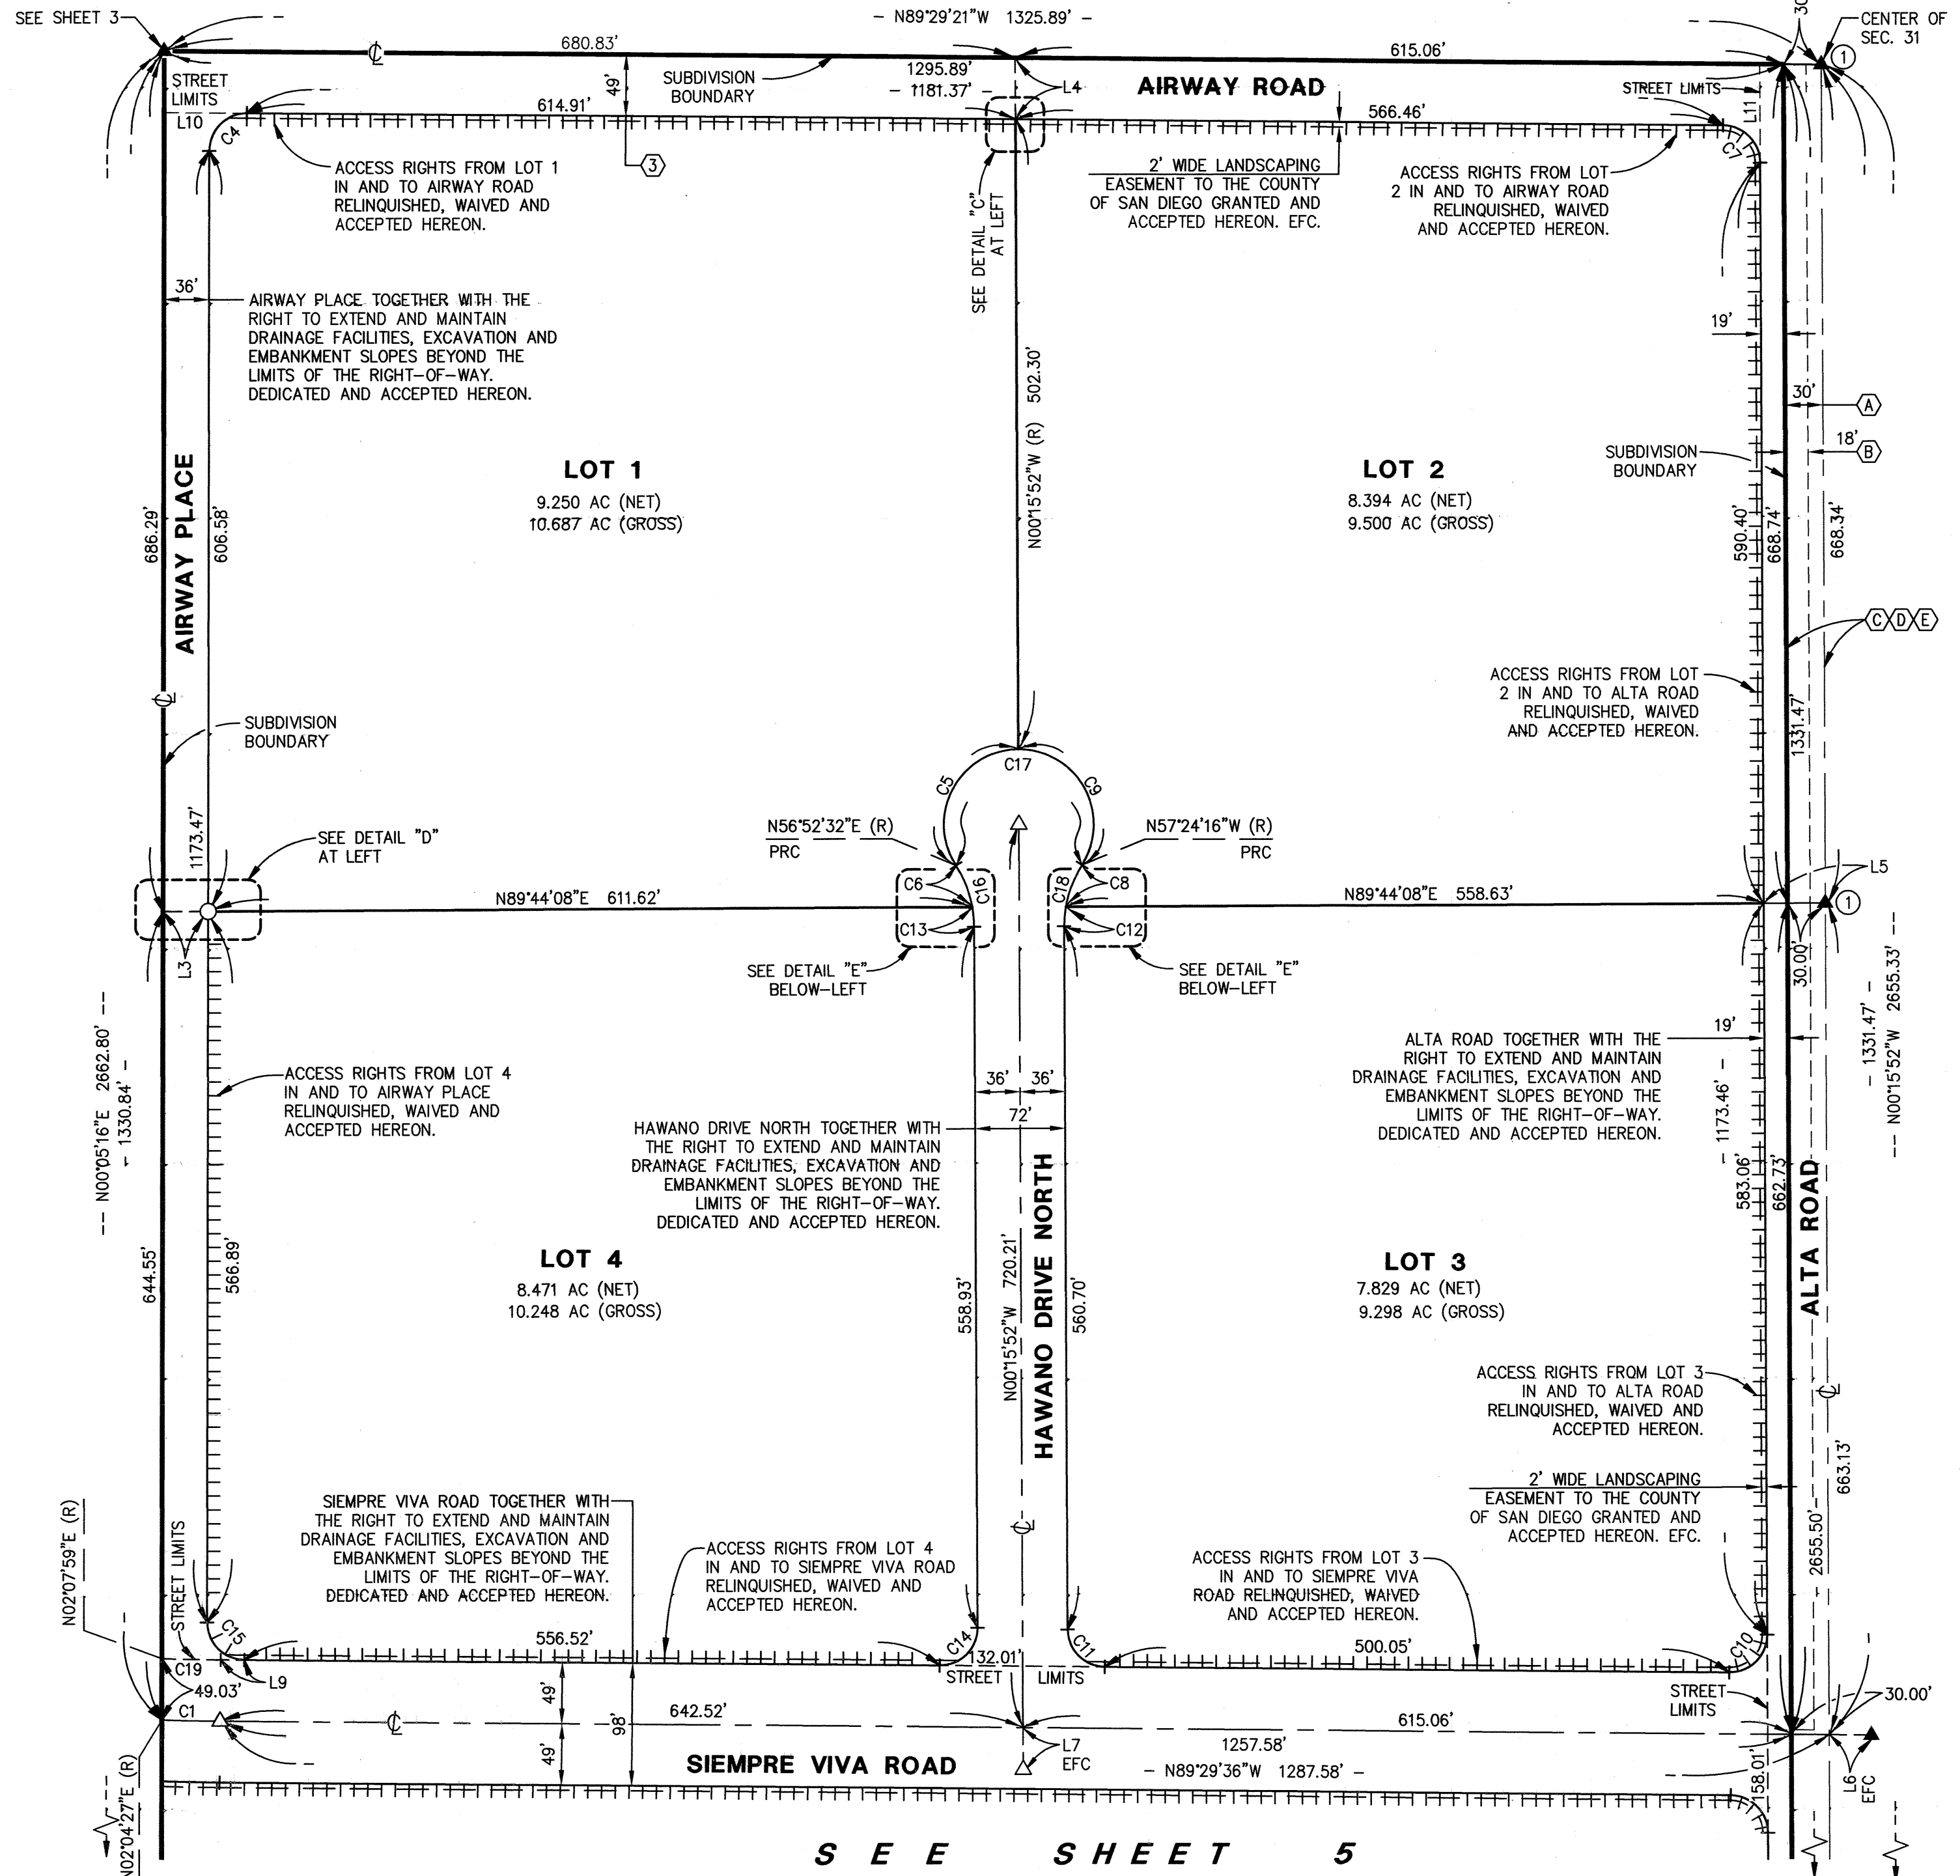 SEE SHEET 3
- N89°29'21"W 1325.89' -
30
CENTER OF
SEC. 31
1
680.83'
615.06'
STREET
LIMITS
49'
SUBDIVISION
BOUNDARY
1295.89'
- 1181.37' -
L4
AIRWAY ROAD
STREET LIMITS
L11
L10
C4
614.91'
566.46'
C7
3
ACCESS RIGHTS FROM LOT 1
IN AND TO AIRWAY ROAD
RELINQUISHED, WAIVED AND
ACCEPTED HEREON.
SEE DETAIL "C"
AT LEFT
2' WIDE LANDSCAPING
EASEMENT TO THE COUNTY
OF SAN DIEGO GRANTED AND
ACCEPTED HEREON. EFC.
ACCESS RIGHTS FROM LOT
2 IN AND TO AIRWAY ROAD
RELINQUISHED, WAIVED
AND ACCEPTED HEREON.
36'
AIRWAY PLACE TOGETHER WITH THE
RIGHT TO EXTEND AND MAINTAIN
DRAINAGE FACILITIES, EXCAVATION AND
EMBANKMENT SLOPES BEYOND THE
LIMITS OF THE RIGHT-OF-WAY.
DEDICATED AND ACCEPTED HEREON.
N00°15'52"W (R) 502.30'
19'
30'
A
18'
B
SUBDIVISION
BOUNDARY
LOT 1
9.250 AC (NET)
10.687 AC (GROSS)
LOT 2
8.394 AC (NET)
9.500 AC (GROSS)
686.29'
AIRWAY PLACE
606.58'
590.40'
668.74'
668.34'
C D E
ACCESS RIGHTS FROM LOT
2 IN AND TO ALTA ROAD
RELINQUISHED, WAIVED
AND ACCEPTED HEREON.
1331.47'
SUBDIVISION
BOUNDARY
C17
C5
C9
1173.47'
SEE DETAIL "D"
AT LEFT
N56°52'32"E (R)
PRC
N57°24'16"W (R)
PRC
L5
C6
C16
C18
C8
N89°44'08"E 611.62'
N89°44'08"E 558.63'
1
C13
C12
L3
SEE DETAIL "E"
BELOW-LEFT
SEE DETAIL "E"
BELOW-LEFT
30.00'
-- N00°05'16"E 2662.80' --
- 1330.84' -
- 1331.47' -
-- N00°15'52"W 2655.33' --
ACCESS RIGHTS FROM LOT 4
IN AND TO AIRWAY PLACE
RELINQUISHED, WAIVED AND
ACCEPTED HEREON.
36'
36'
72'
19'
ALTA ROAD TOGETHER WITH THE
RIGHT TO EXTEND AND MAINTAIN
DRAINAGE FACILITIES, EXCAVATION AND
EMBANKMENT SLOPES BEYOND THE
LIMITS OF THE RIGHT-OF-WAY.
DEDICATED AND ACCEPTED HEREON.
- 1173.46' -
HAWANO DRIVE NORTH TOGETHER WITH
THE RIGHT TO EXTEND AND MAINTAIN
DRAINAGE FACILITIES, EXCAVATION AND
EMBANKMENT SLOPES BEYOND THE
LIMITS OF THE RIGHT-OF-WAY.
DEDICATED AND ACCEPTED HEREON.
583.06'
662.73'
ALTA ROAD
644.55'
566.89'
LOT 4
8.471 AC (NET)
10.248 AC (GROSS)
558.93'
N00°15'52"W 720.21'
HAWANO DRIVE NORTH
560.70'
LOT 3
7.829 AC (NET)
9.298 AC (GROSS)
ACCESS RIGHTS FROM LOT 3
IN AND TO ALTA ROAD
RELINQUISHED, WAIVED AND
ACCEPTED HEREON.
663.13'
2' WIDE LANDSCAPING
EASEMENT TO THE COUNTY
OF SAN DIEGO GRANTED AND
ACCEPTED HEREON. EFC.
2655.50'
N02°07'59"E (R)
STREET LIMITS
SIEMPRE VIVA ROAD TOGETHER WITH
THE RIGHT TO EXTEND AND MAINTAIN
DRAINAGE FACILITIES, EXCAVATION AND
EMBANKMENT SLOPES BEYOND THE
LIMITS OF THE RIGHT-OF-WAY.
DEDICATED AND ACCEPTED HEREON.
ACCESS RIGHTS FROM LOT 4
IN AND TO SIEMPRE VIVA ROAD
RELINQUISHED, WAIVED AND
ACCEPTED HEREON.
ACCESS RIGHTS FROM LOT 3
IN AND TO SIEMPRE VIVA
ROAD RELINQUISHED, WAIVED
AND ACCEPTED HEREON.
C15
556.52'
C14
132.01'
C11
500.05'
C10
STREET LIMITS
C19
L9
49.03'
C1
49'
98'
49'
642.52'
615.06'
STREET
LIMITS
30.00'
L7
EFC
1257.58'
- N89°29'36"W 1287.58' -
SIEMPRE VIVA ROAD
158.01'
L6
EFC
N02°04'27"E (R)
SEE SHEET 5